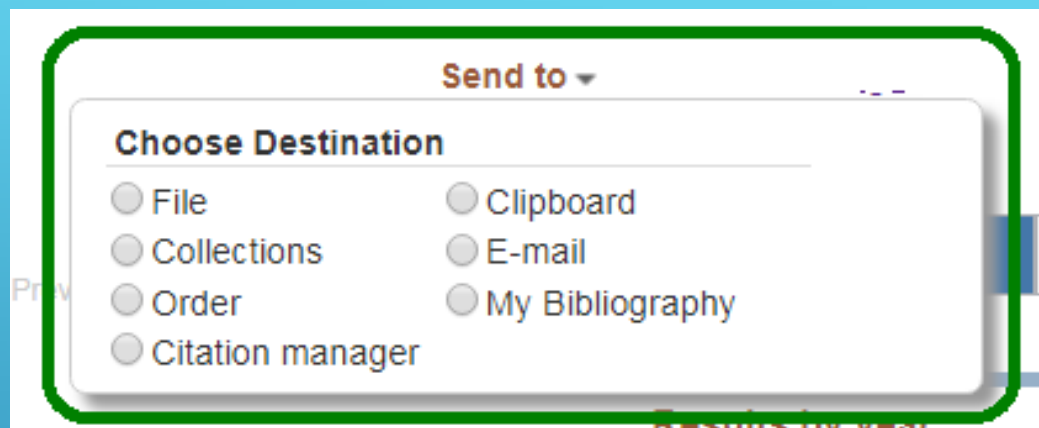 Send to
Choose Destination
File
Clipboard
Collections
E-mail
Order
My Bibliography
Citation manager